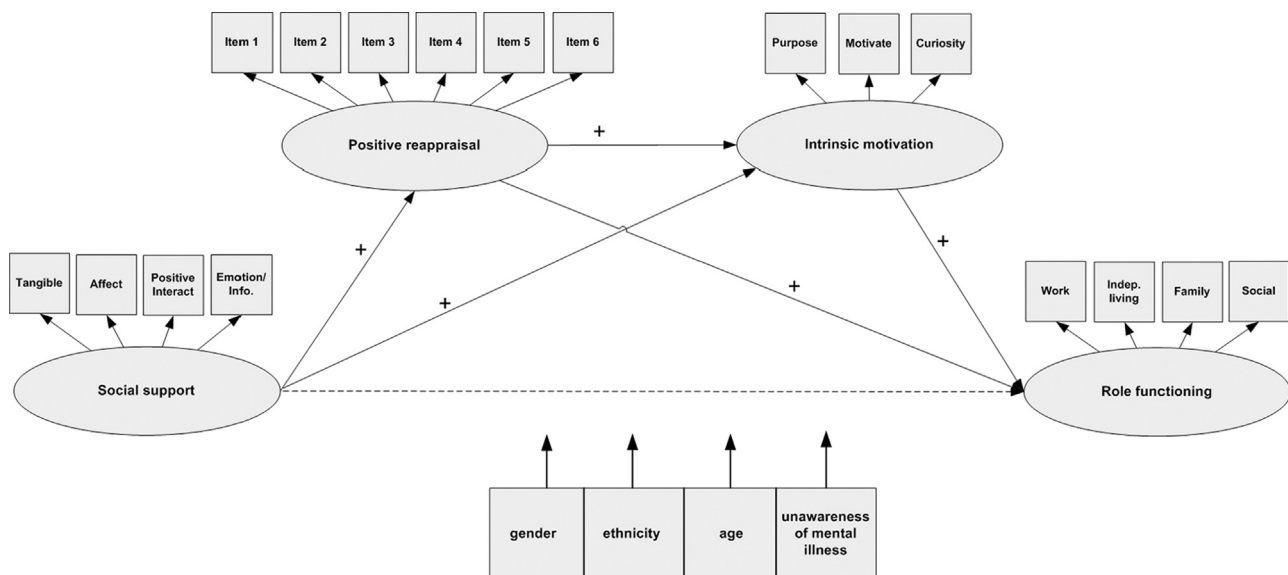 Item 1
Item 2
Item 3
Item 4
Item 5
Item 6
Purpose
Motivate
Curiosity
Positive reappraisal
+
Intrinsic motivation
+
+
+
+
Tangible
Affect
Positive
Interact
Emotion/
Info.
Work
Indep.
living
Family
Social
Social support
Role functioning
gender
ethnicity
age
unawareness
of mental
illness